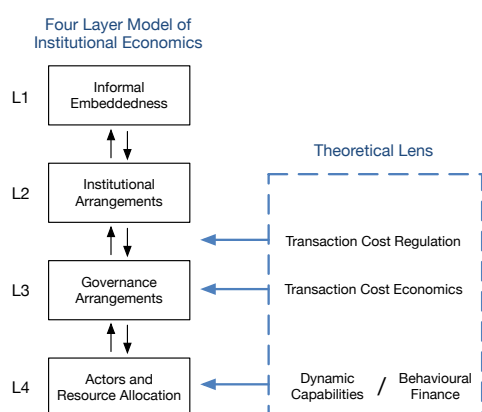 Four Layer Model of
Institutional Economics
L1
Informal
Embeddedness
Theoretical Lens
L2
Institutional
Arrangements
Transaction Cost Regulation
L3
Governance
Arrangements
Transaction Cost Economics
L4
Actors and
Resource Allocation
Dynamic
Capabilities
/
Behavioural
Finance